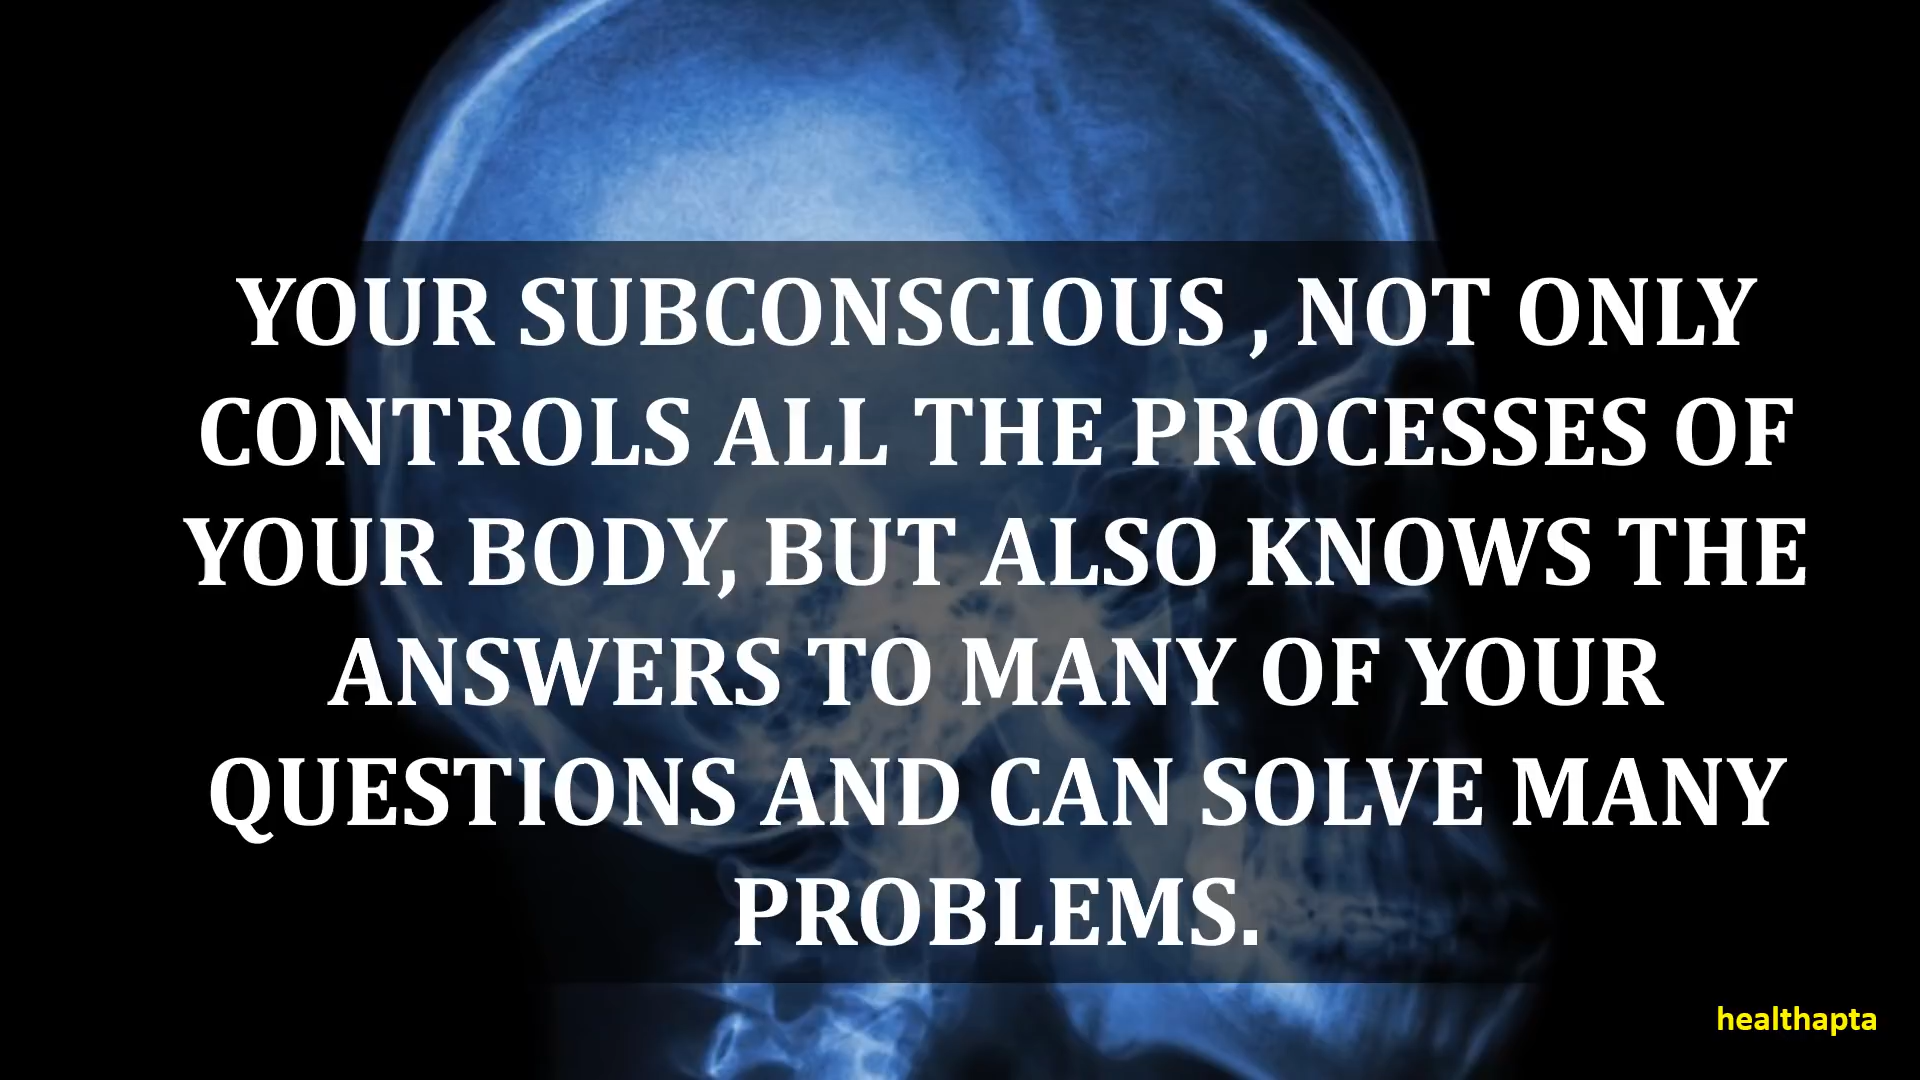 YOUR SUBCONSCIOUS , NOT ONLY
CONTROLS ALL THE PROCESSES OF
YOUR BODY, BUT ALSO KNOWS THE
ANSWERS TO MANY OF YOUR
QUESTIONS AND CAN SOLVE MANY
PROBLEMS.
healthapta